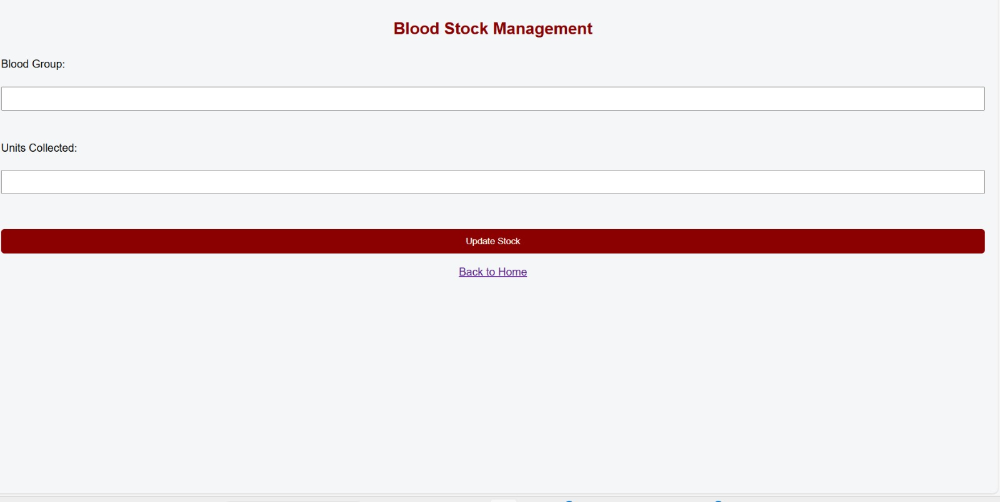 Blood Stock Management
Blood Group:
Units Collected:
Update Stock
Back to Home